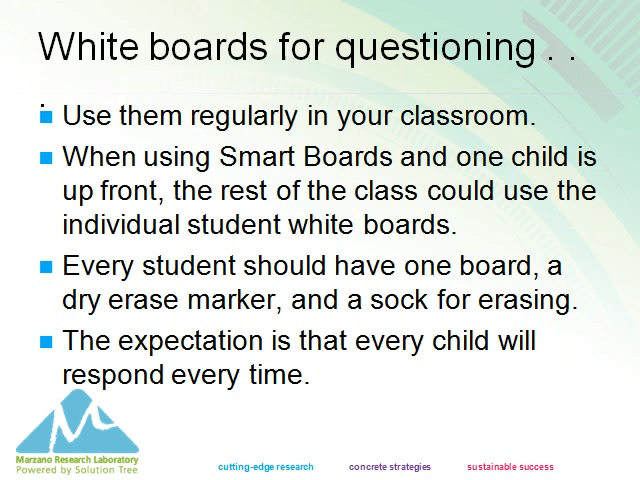 White boards for questioning . .
.
Use them regularly in your classroom.
When using Smart Boards and one child is
up front, the rest of the class could use the
individual student white boards.
Every student should have one board, a
dry erase marker, and a sock for erasing.
The expectation is that every child will
respond every time.
M
Marzano Research Laboratory
Powered by Solution Tree
cutting-edge research concrete strategies sustainable success